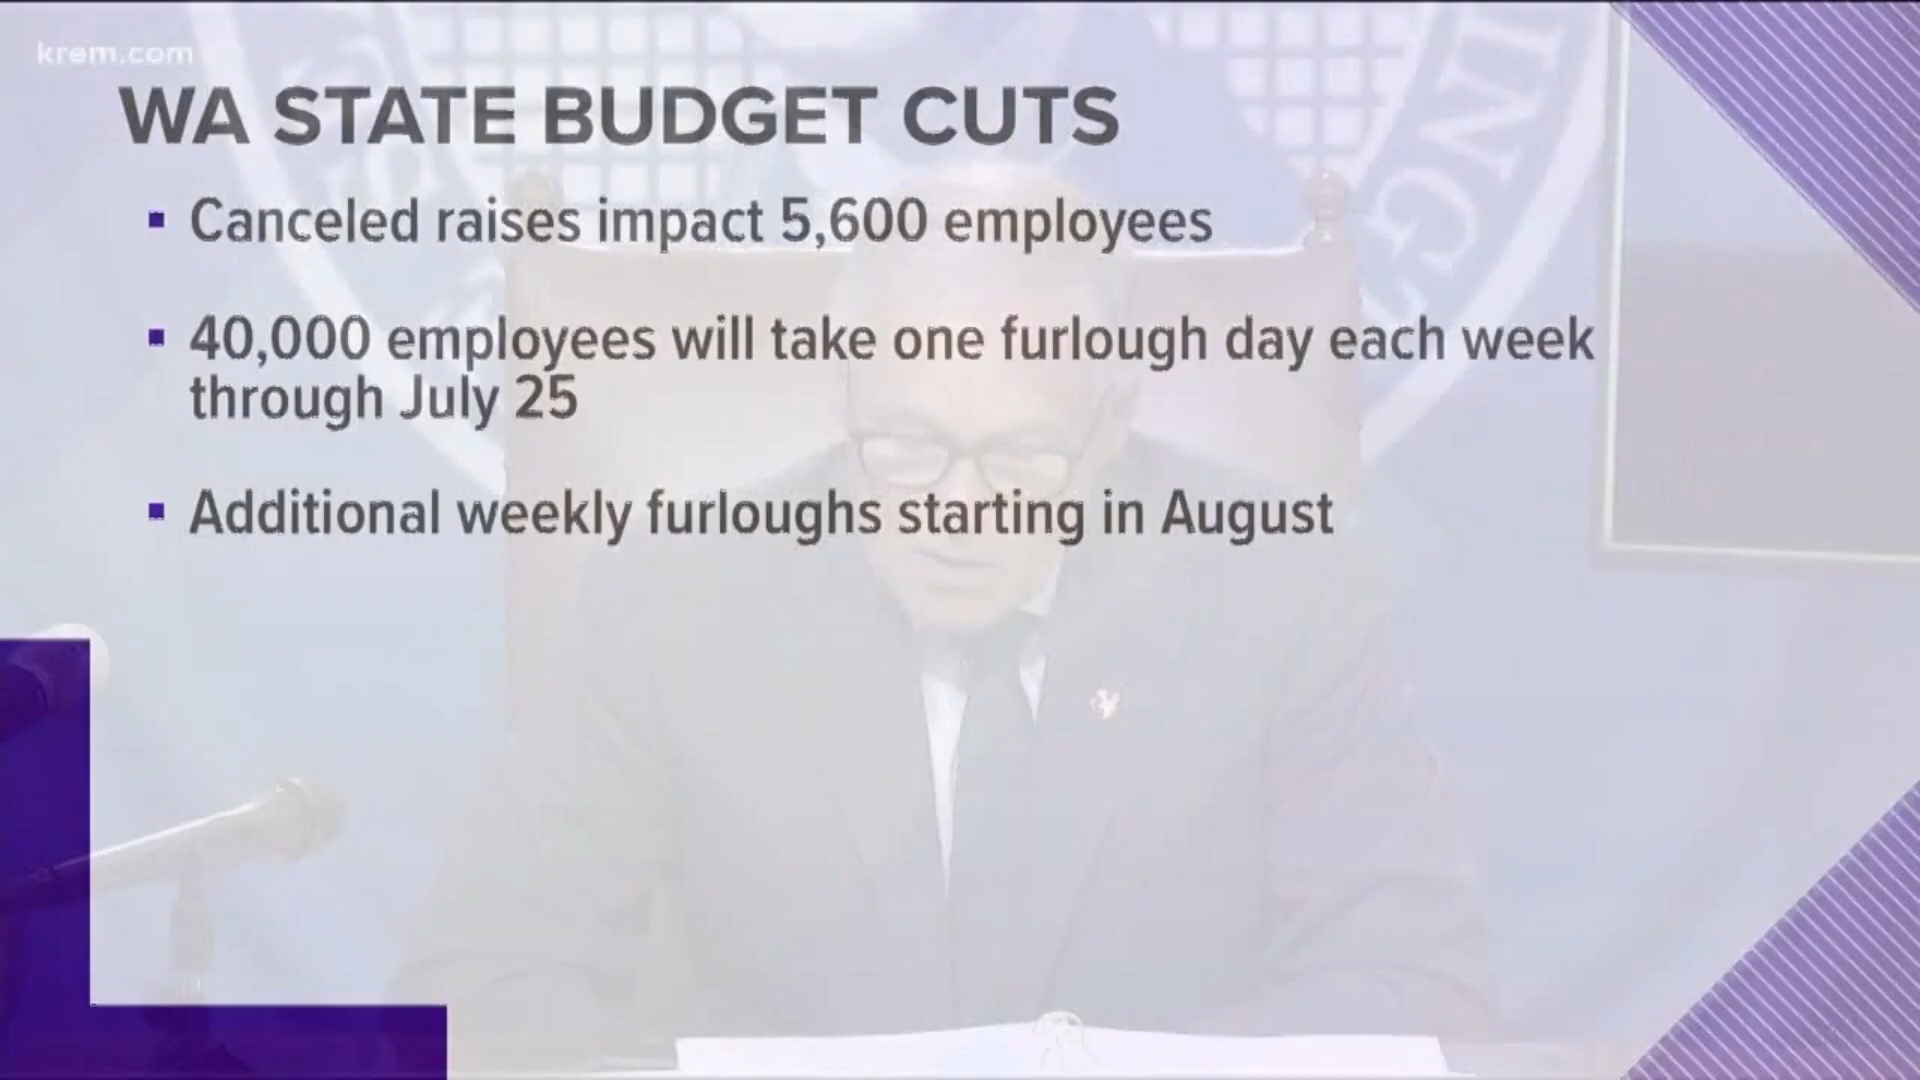 krem.com
WA STATE BUDGET CUTS
Canceled raises impact 5,600 employees
40,000 employees will take one furlough day each week
through July 25
Additional weekly furloughs starting in August
INGT